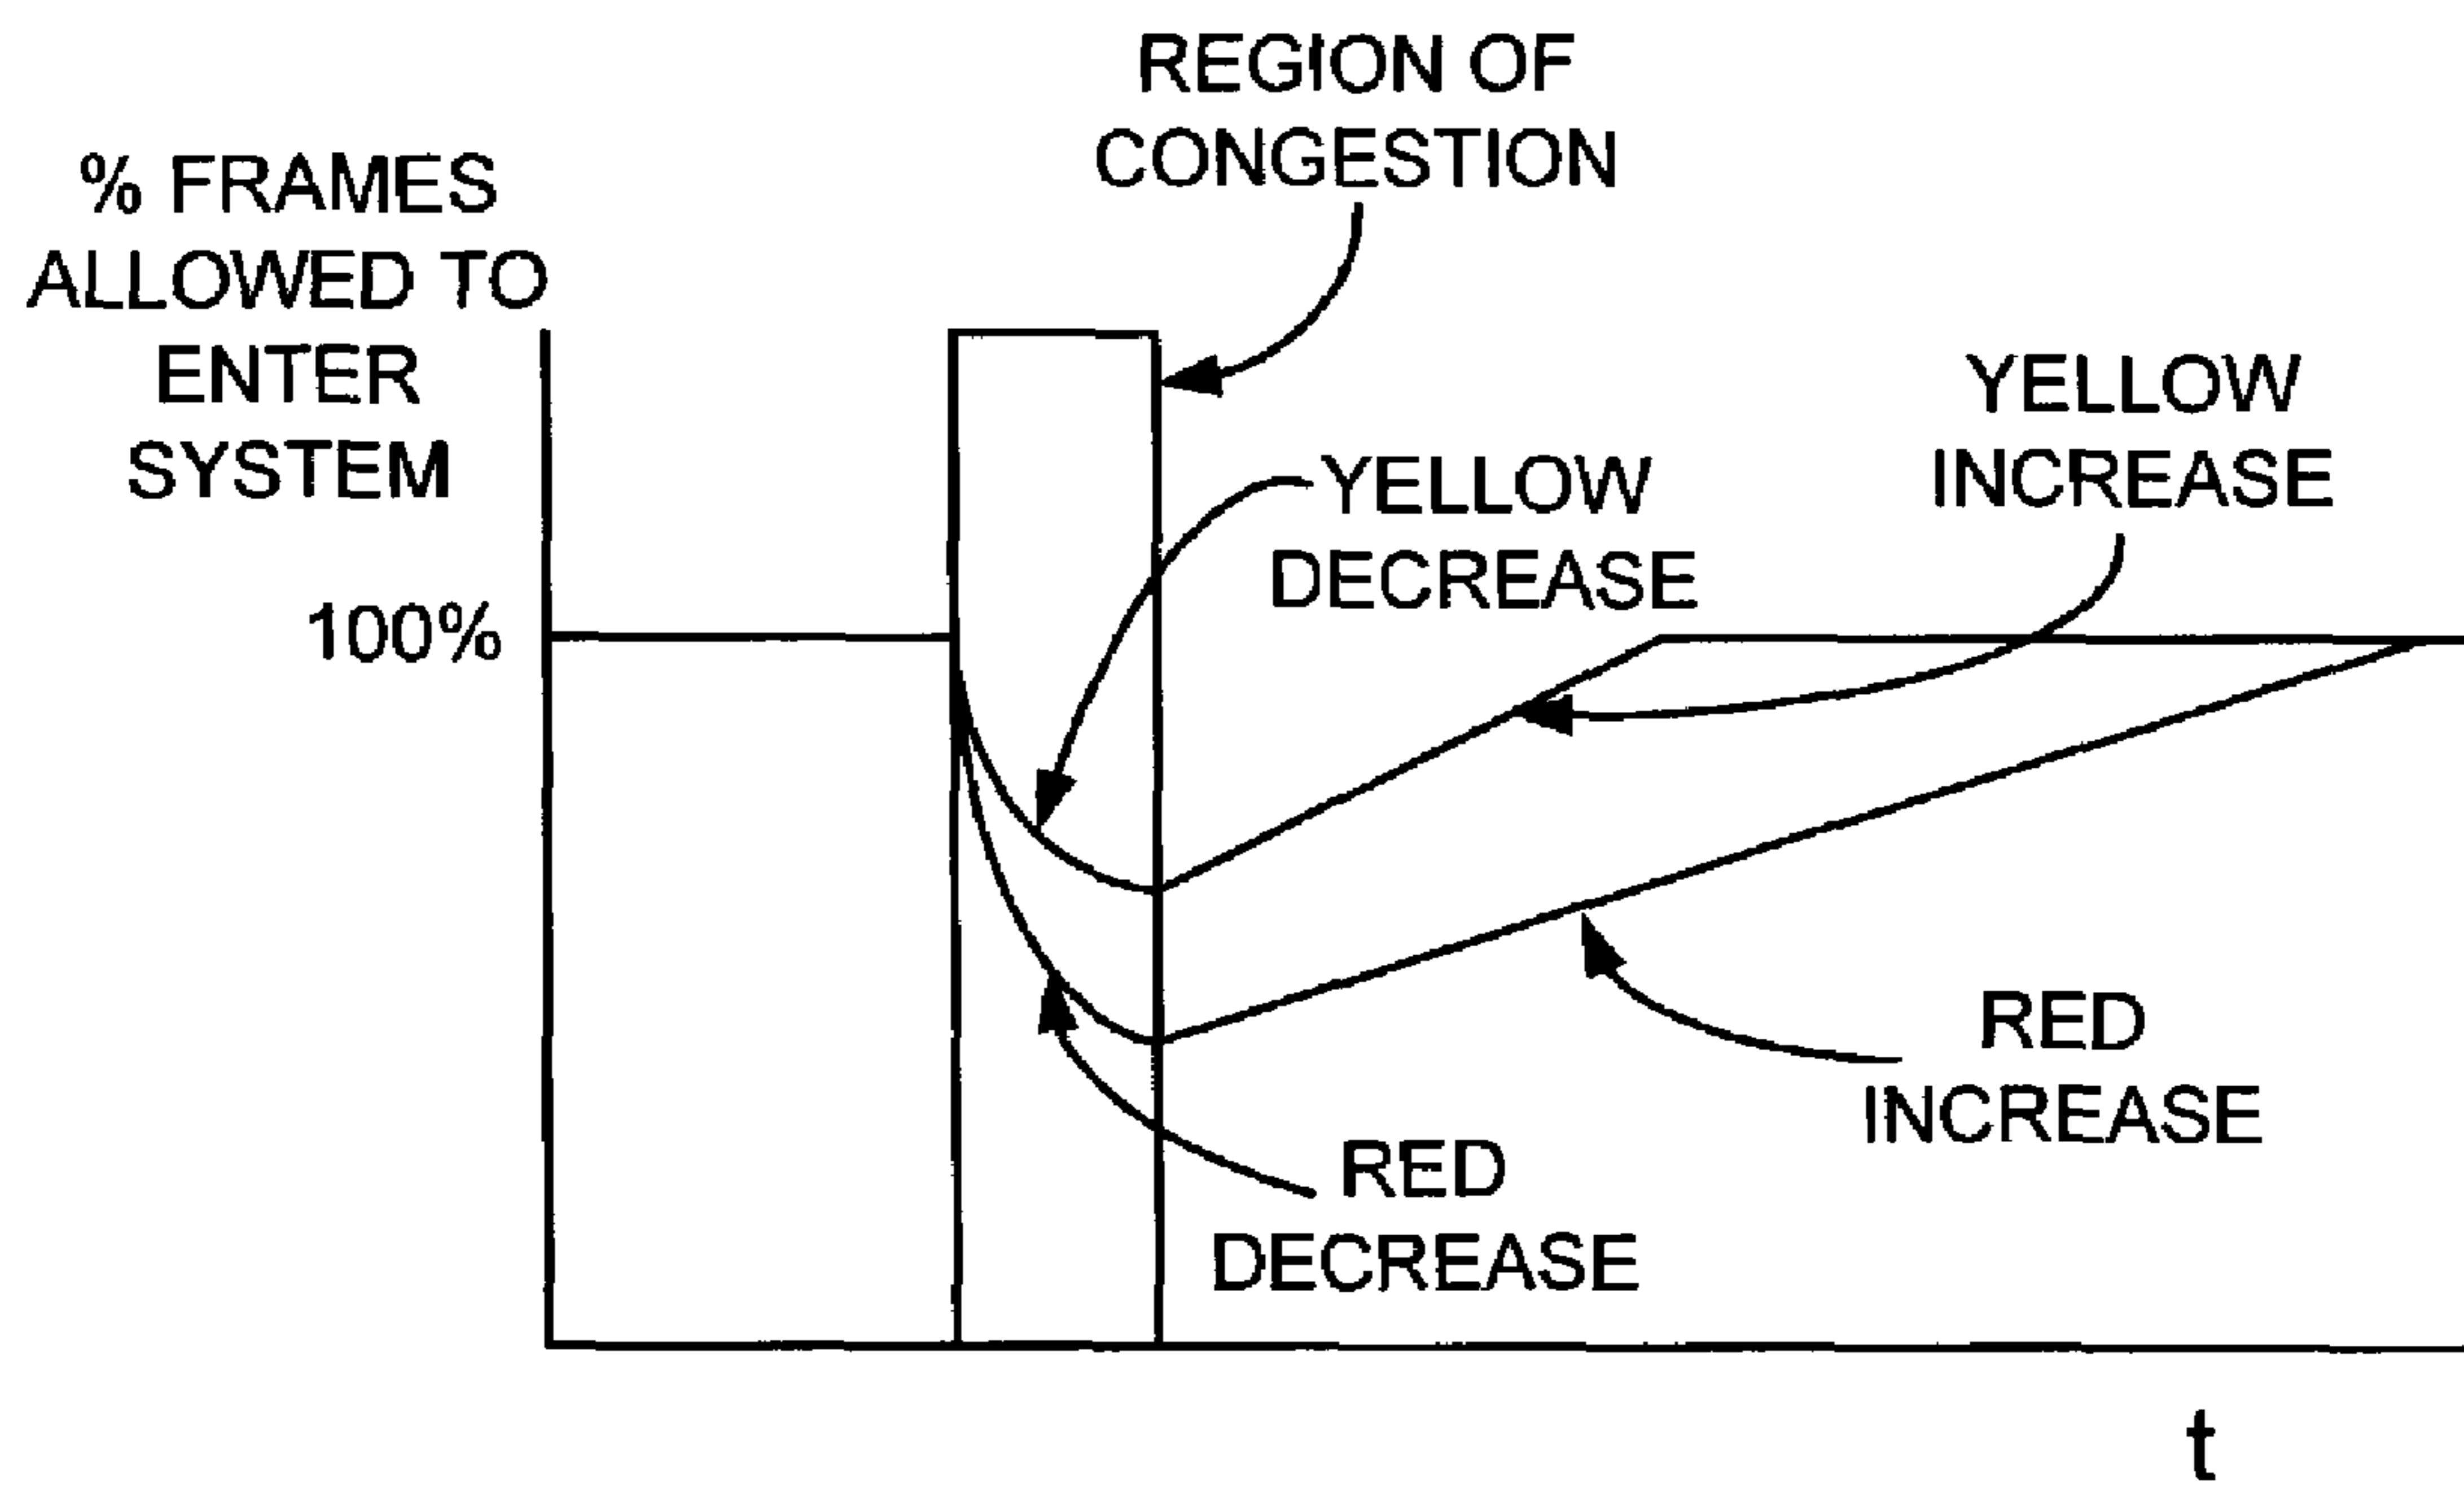 REGION OF
CONGESTION
% FRAMES
ALLOWED TO
ENTER
SYSTEM
YELLOW
INCREASE
YELLOW
DECREASE
100%
RED
INCREASE
RED
DECREASE
t